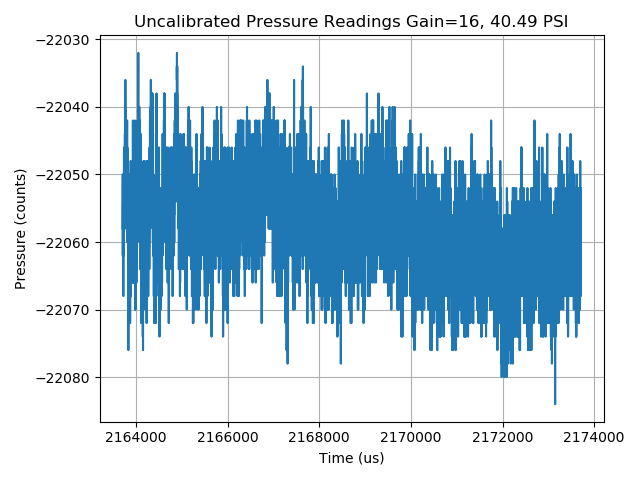 Uncalibrated Pressure Readings Gain=16, 40.49 PSI
−22030
−22040
−22050
−22060
−22070
−22080
Pressure (counts)
2164000 2166000 2168000 2170000 2172000 2174000
Time (us)